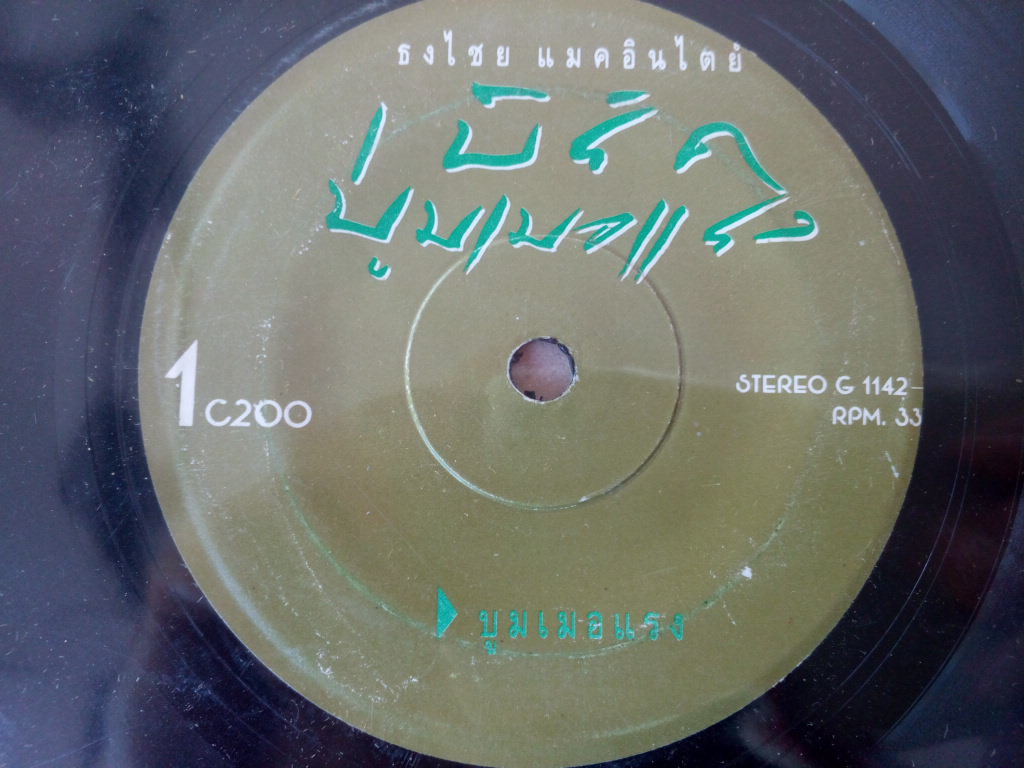 ธงไชย แมคอินไตย์
เบิร์ด
บูมเมอแรง
1 C200
STEREO G 1142
RPM. 33
บูมเมอแรง